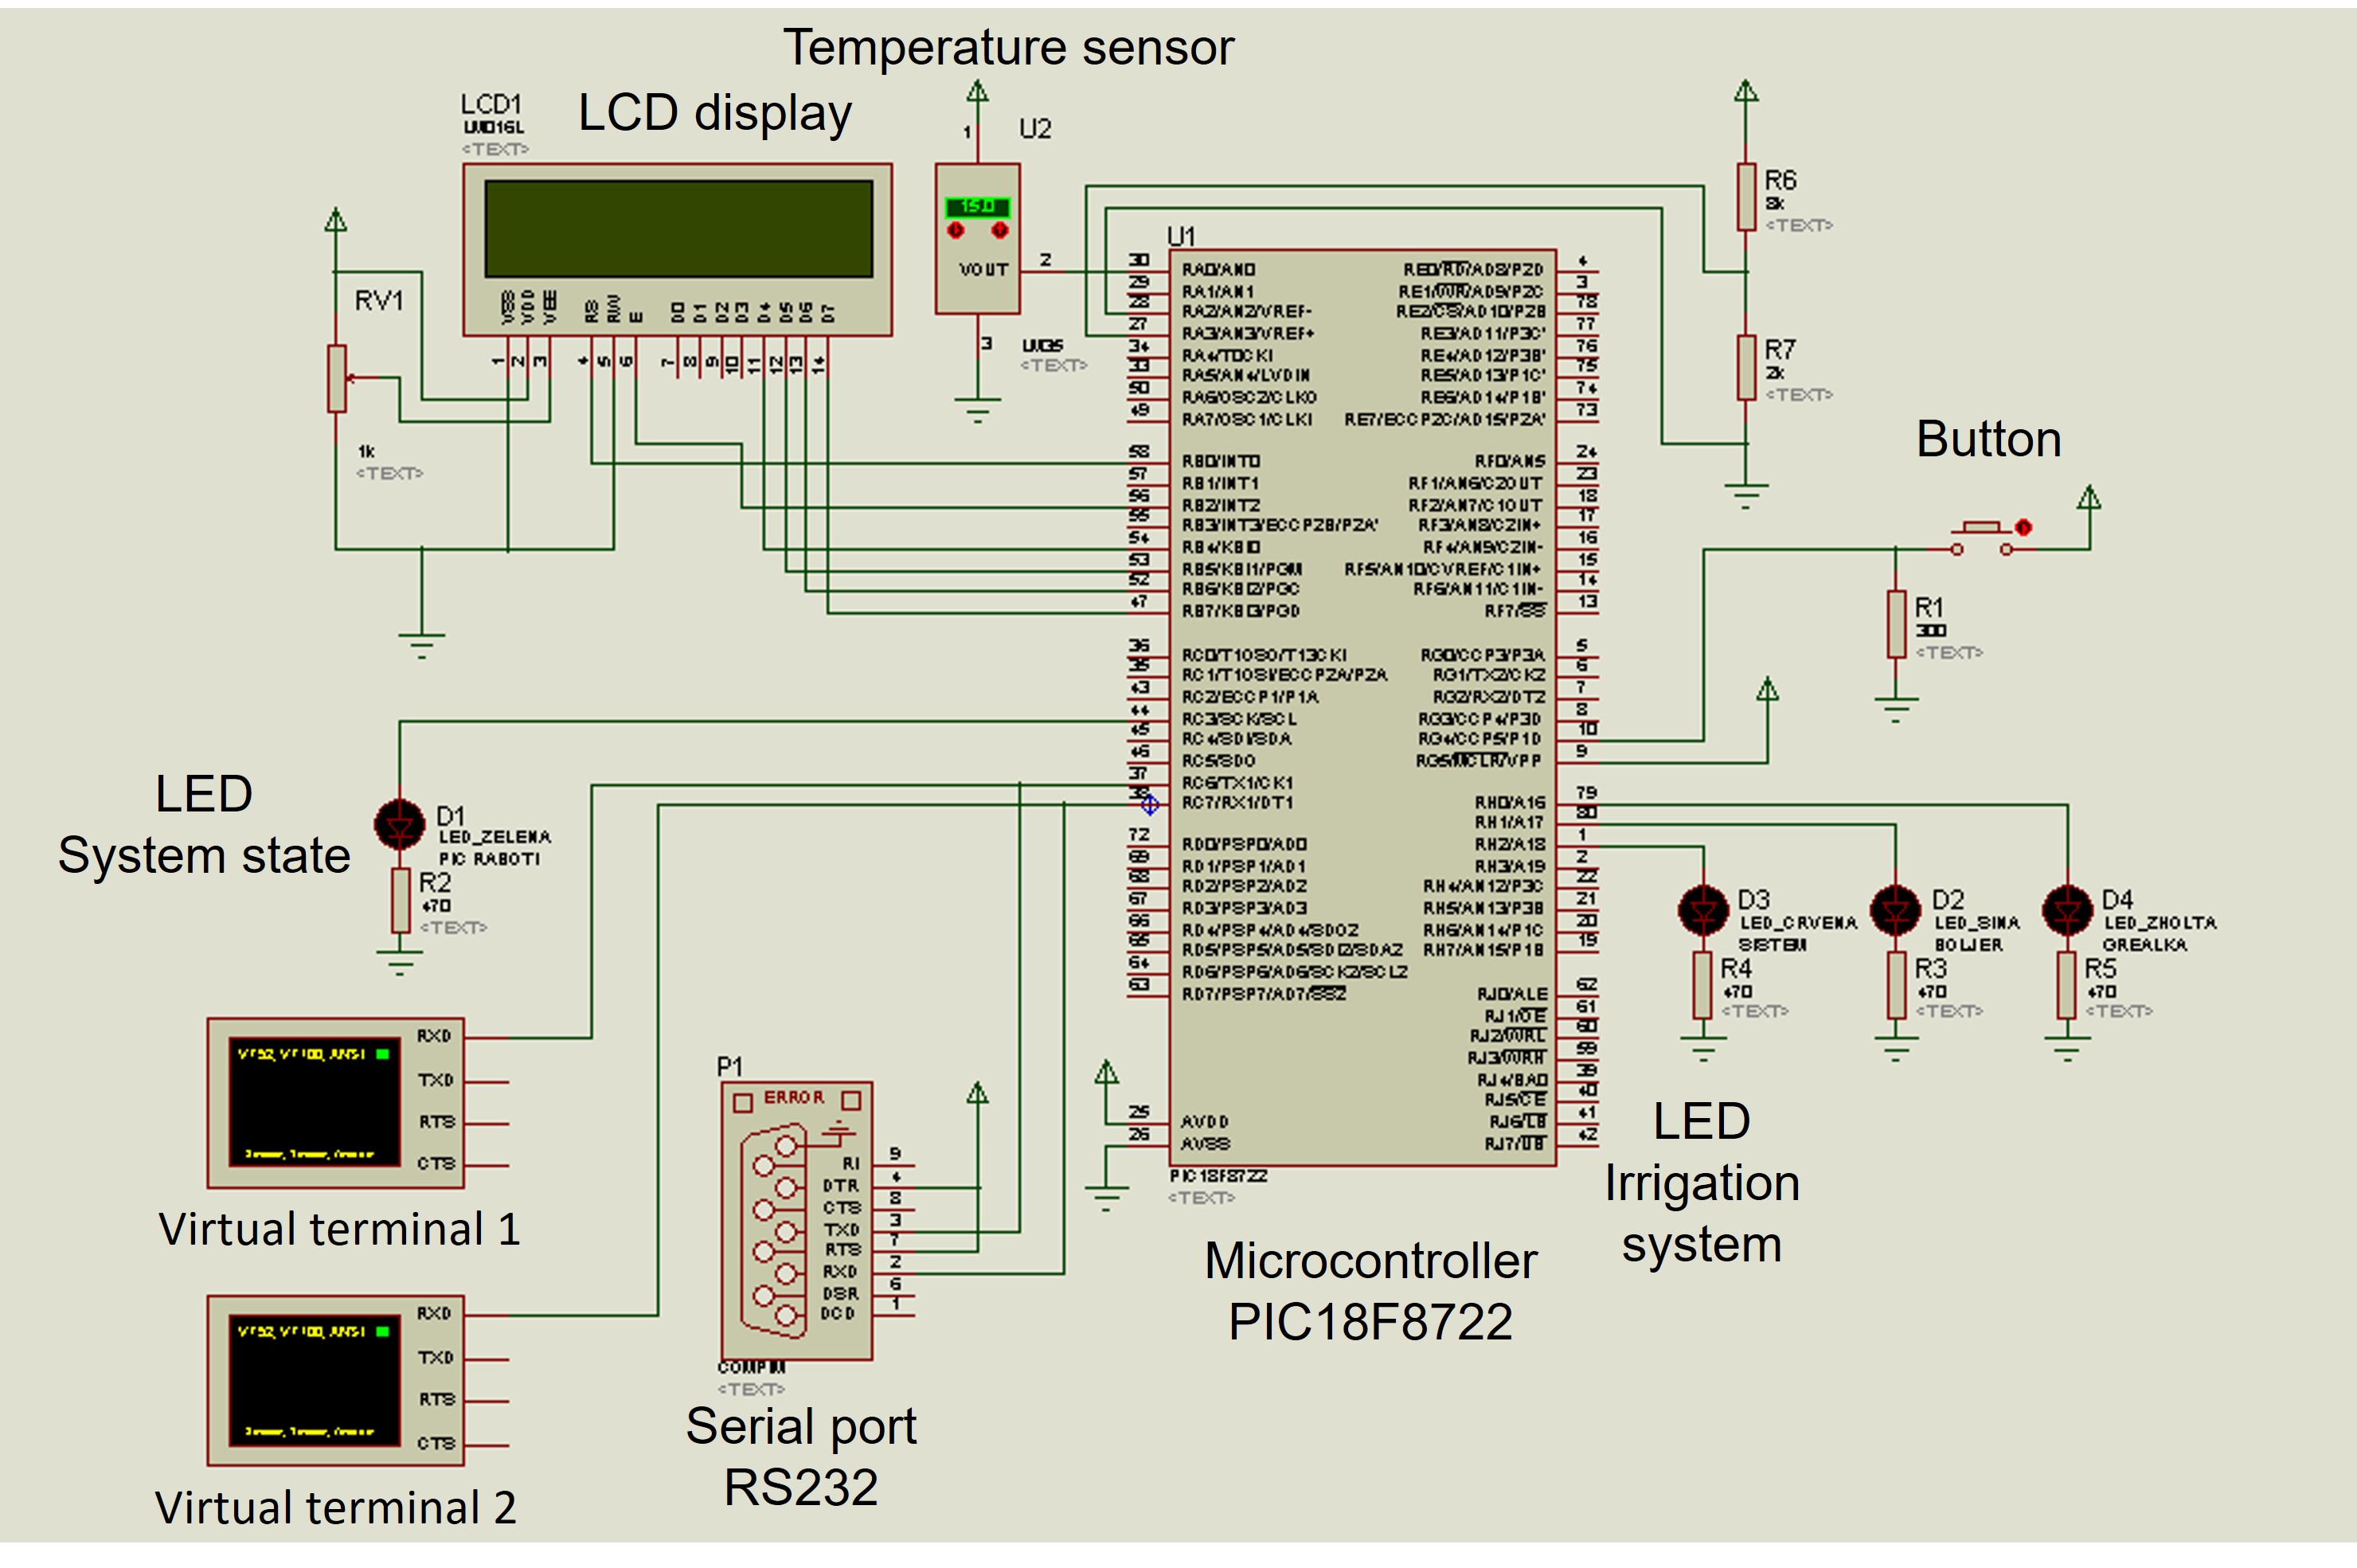 Temperature sensor
LCD display
LCD1
LM016L
<TEXT>
U2
1
15.0
VOUT
2
3
LM35
<TEXT>
RV1
1k
<TEXT>
VSS
VDD
VEE
RS
RW
E
D0
D1
D2
D3
D4
D5
D6
D7
1
2
3
4
5
6
7
8
9
10
11
12
13
14
R6
<TEXT>
R7
2k
<TEXT>
Button
R1
300
<TEXT>
U1
30 RA0/AN0
29 RA1/AN1
28 RA2/AN2/VREF-
27 RA3/AN3/VREF+
34 RA4/T0CKI
33 RA5/AN4/LVDIN
50 RA6/OSC2/CLKO
49 RA7/OSC1/CLKI
58 RB0/INT0
57 RB1/INT1
56 RB2/INT2
55 RB3/INT3/ECCP2B/P2A'
54 RB4/KBI0
53 RB5/KBI1/PGM
52 RB6/KBI2/PGC
47 RB7/KBI3/PGD
36 RC0/T1OSO/T13CKI
35 RC1/T1OSI/ECCP2A/P2A
43 RC2/ECCP1/P1A
44 RC3/SCK/SCL
45 RC4/SDI/SDA
46 RC5/SDO
37 RC6/TX1/CK1
38 RC7/RX1/DT1
72 RD0/PSP0/AD0
69 RD1/PSP1/AD1
68 RD2/PSP2/AD2
67 RD3/PSP3/AD3
66 RD4/PSP4/AD4/SDO2
65 RD5/PSP5/AD5/SDI2/SDA2
64 RD6/PSP6/AD6/SCK2/SCL2
63 RD7/PSP7/AD7/SS2
25 AVDD
26 AVSS
RE0/RD/AD8/P2D 4
RE1/WR/AD9/P2C 3
RE2/CS/AD10/P2B 78
RE3/AD11/P3C' 77
RE4/AD12/P3B' 76
RE5/AD13/P1C' 75
RE6/AD14/P1B' 74
RE7/ECCP2C/AD15/P2A' 73
RF0/AN5 24
RF1/AN6/C2OUT 23
RF2/AN7/C1OUT 18
RF3/AN8/C2IN+ 17
RF4/AN9/C2IN- 16
RF5/AN10/CVREF/C1IN+ 15
RF6/AN11/C1IN- 14
RF7/SS 13
RG0/CCP3/P3A 5
RG1/TX2/CK2 6
RG2/RX2/DT2 7
RG3/CCP4/P3D 8
RG4/CCP5/P1D 10
RG5/MCLR/VPP 9
RH0/A16 79
RH1/A17 80
RH2/A18 1
RH3/A19 2
RH4/AN12/P3C 22
RH5/AN13/P3B 21
RH6/AN14/P1C 20
RH7/AN15/P1B 19
RJ0/ALE 62
RJ1/OE 61
RJ2/WRL 60
RJ3/WRH 59
RJ4/BA0 39
RJ5/CE 40
RJ6/LB 41
RJ7/UB 42
PIC18F8722
<TEXT>
Microcontroller
PIC18F8722
LED
System state
D1
LED_ZELENA
PIC RABOTI
R2
470
<TEXT>
D3
LED_CRVENA
SISTEM
R4
470
<TEXT>
D2
LED_SINA
BOLJER
R3
470
<TEXT>
D4
LED_ZHOLTA
GREALKA
R5
470
<TEXT>
LED
Irrigation
system
VT52, VT100, ANSI
RXD
TXD
RTS
CTS
Virtual terminal 1
VT52, VT100, ANSI
RXD
TXD
RTS
CTS
Virtual terminal 2
P1
ERROR
RI 9
DTR 4
CTS 8
TXD 3
RTS 7
RXD 2
DSR 6
DCD 1
COMPIM
<TEXT>
Serial port
RS232